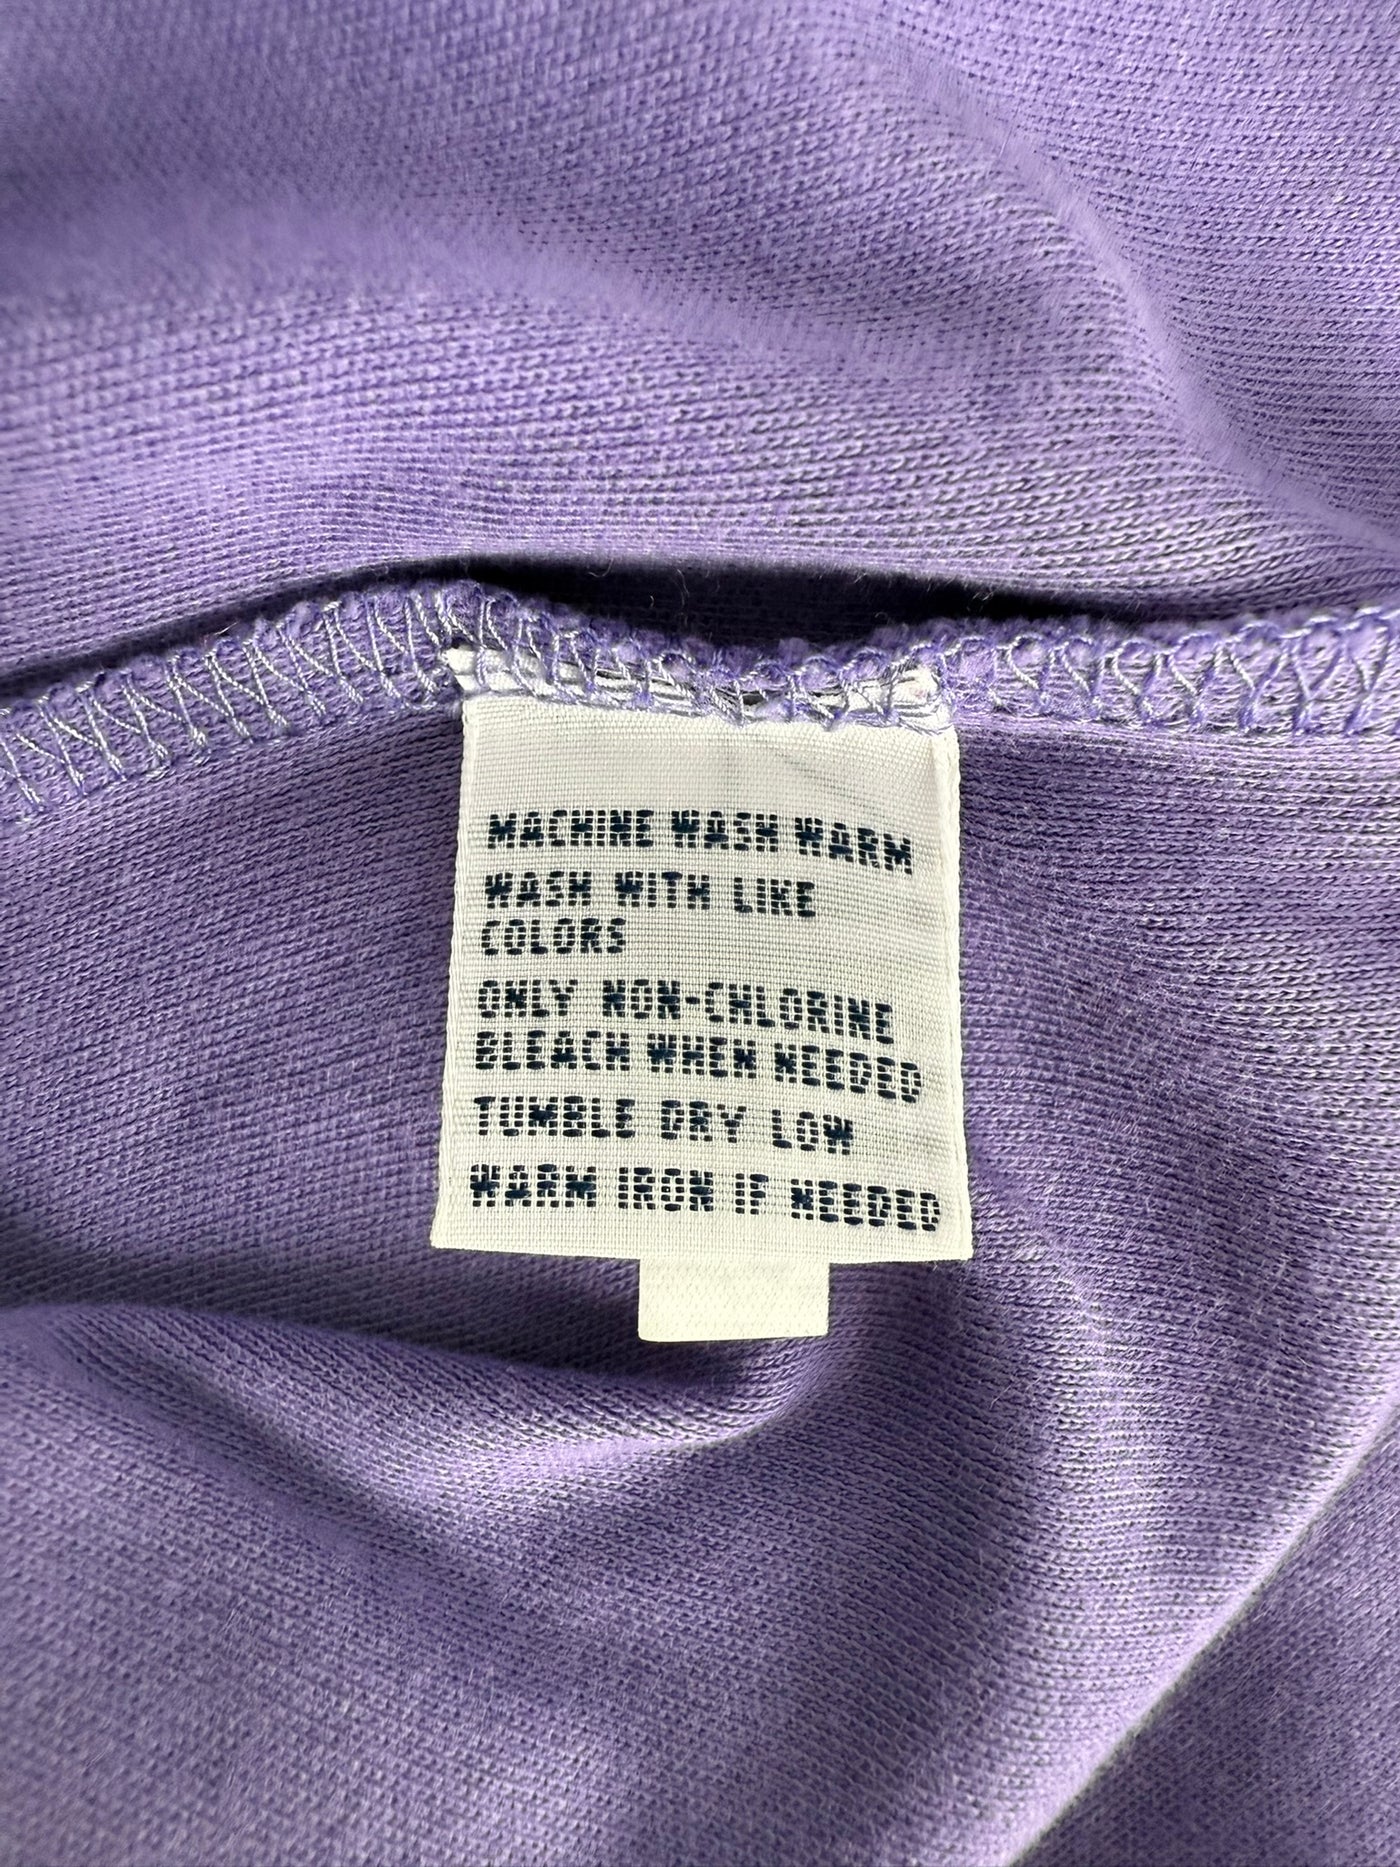 MACHINE WASH WARM
WASH WITH LIKE
COLORS
ONLY NON-CHLORINE
BLEACH WHEN NEEDED
TUMBLE DRY LOW
WARM IRON IF NEEDED